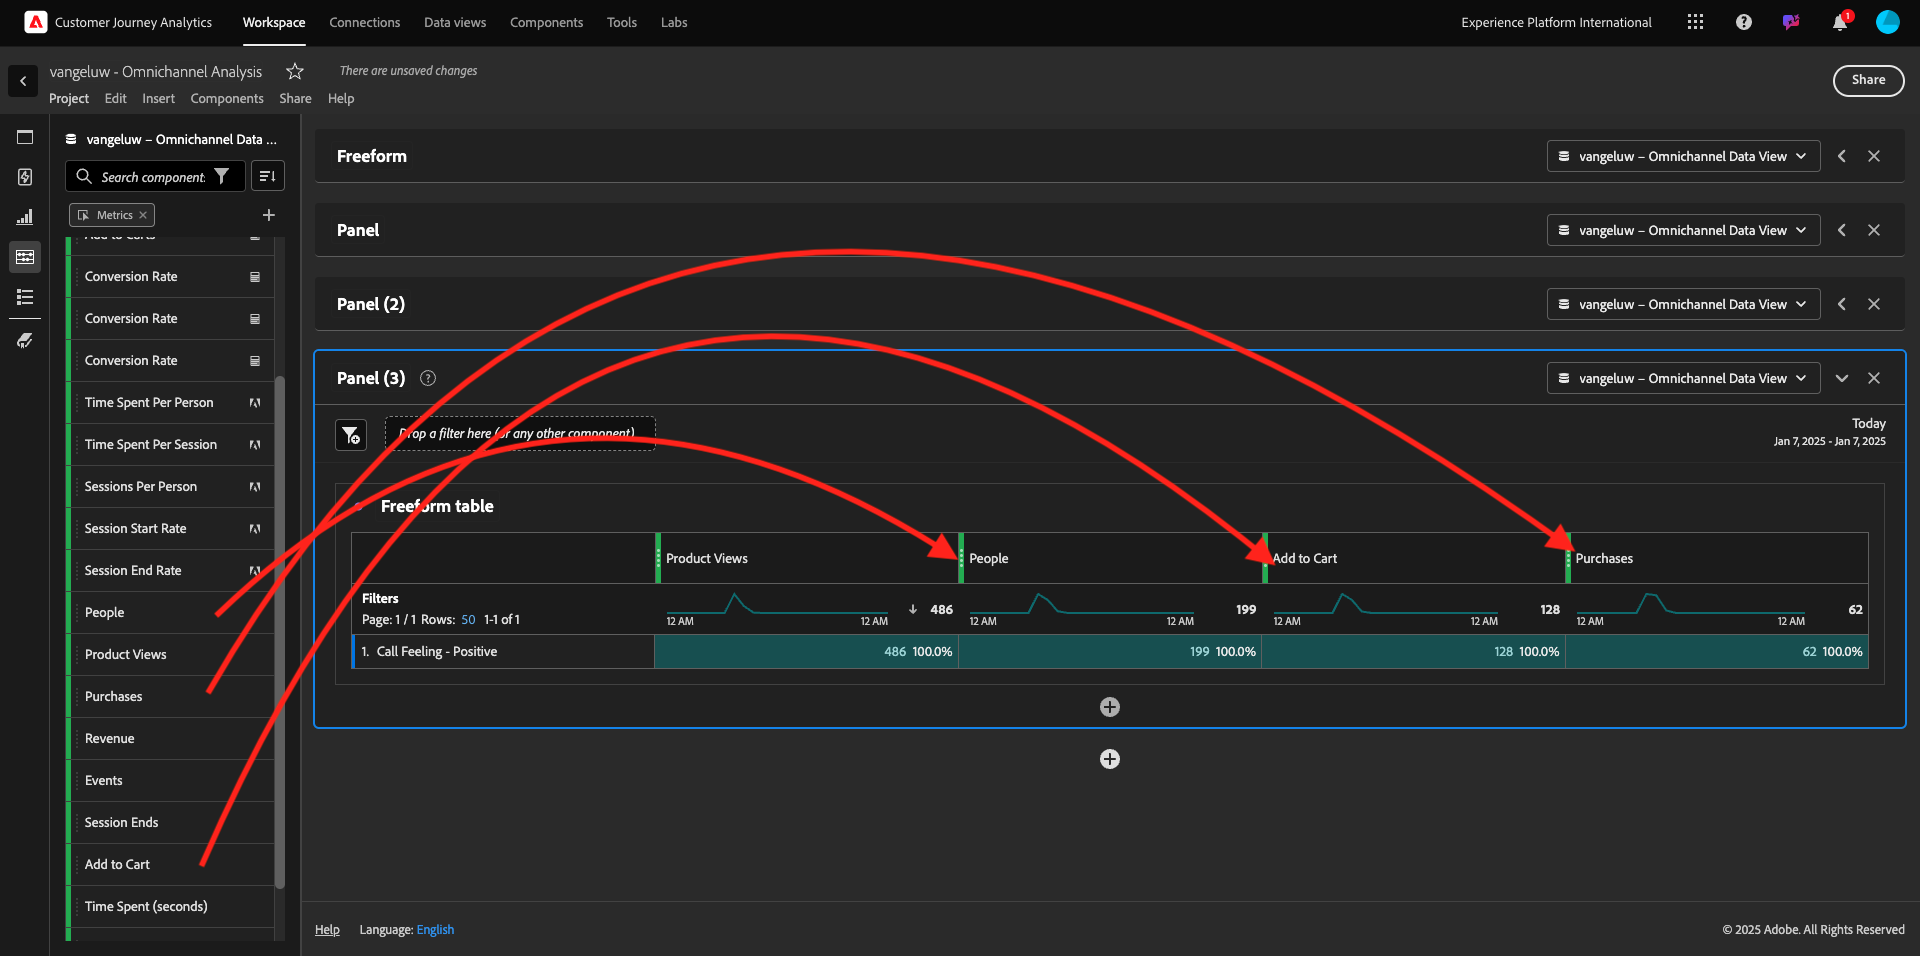 Customer Journey Analytics
Workspace
Connections
Data views
Components
Tools
Labs
Experience Platform International
1
vangeluw - Omnichannel Analysis
There are unsaved changes
Project
Edit
Insert
Components
Share
Help
Share
vangeluw – Omnichannel Data ...
Search component
Metrics
Add to Carts
Conversion Rate
Conversion Rate
Conversion Rate
Time Spent Per Person
Time Spent Per Session
Sessions Per Person
Session Start Rate
Session End Rate
People
Product Views
Purchases
Revenue
Events
Session Ends
Add to Cart
Time Spent (seconds)
Freeform
vangeluw – Omnichannel Data View
Panel
vangeluw – Omnichannel Data View
Panel (2)
vangeluw – Omnichannel Data View
Panel (3)
vangeluw – Omnichannel Data View
Drop a filter here (or any other component)
Today
Jan 7, 2025 - Jan 7, 2025
Freeform table
Product Views
People
Add to Cart
Purchases
Filters
Page: 1 / 1 Rows: 50 1-1 of 1
12 AM 12 AM
486
12 AM 12 AM
199
12 AM 12 AM
128
12 AM 12 AM
62
1. Call Feeling - Positive
486 100.0%
199 100.0%
128 100.0%
62 100.0%
Help
Language: English
© 2025 Adobe. All Rights Reserved